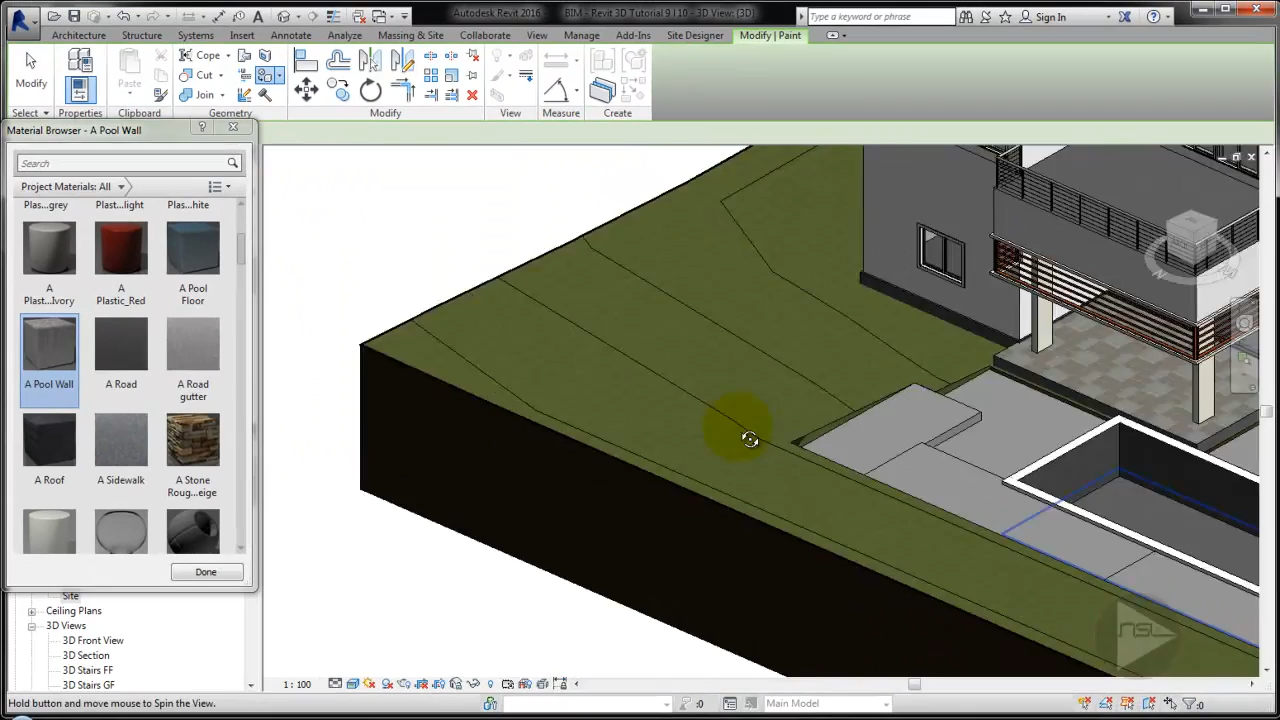 Autodesk Revit 2016 BIM - Revit 3D Tutorial 9 l 10 - 3D View: {3D}
Type a keyword or phrase
Sign In
Architecture Structure Systems Insert Annotate Analyze Massing & Site Collaborate View Manage Add-Ins Site Designer Modify | Paint
Modify
Paste
Cope
Cut
Join
Select Properties Clipboard Geometry Modify View Measure Create
Material Browser - A Pool Wall
Search
Project Materials: All
Plas...grey Plast...light Plas...hite
A Plast...Ivory
A Plastic_Red
A Pool Floor
A Pool Wall
A Road
A Road gutter
A Roof
A Sidewalk
A Stone Roug...eige
Done
Site
Ceiling Plans
3D Views
3D Front View
3D Section
3D Stairs FF
3D Stairs GF
1 : 100
Hold button and move mouse to Spin the View.
:0
Main Model
:0